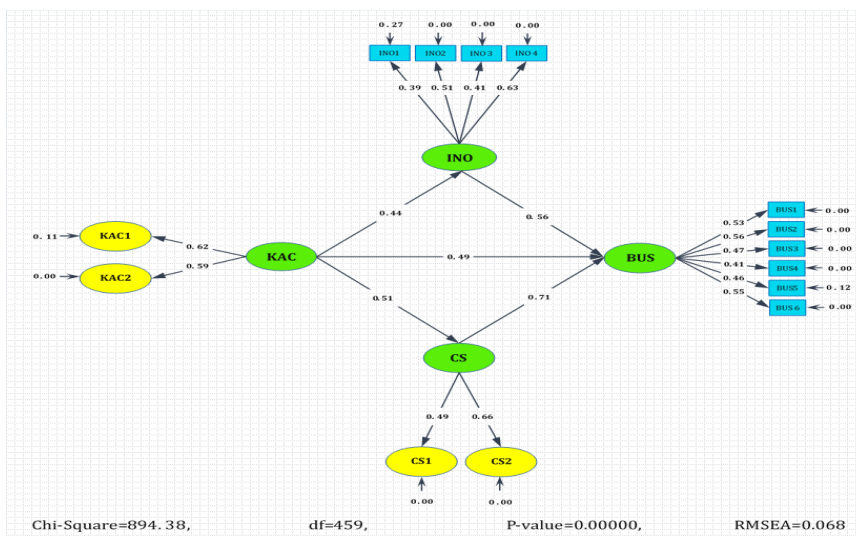 0.27 0.00 0.00 0.00
INO1 INO2 INO 3 INO 4
0.39 0.51 0.41 0.63
INO
0.44 0.56
0.11 KAC1
0.62
KAC2
0.00
0.59
KAC
0.49
BUS
0.53 BUS1 0.00
0.56 BUS2 0.00
0.47 BUS3 0.00
0.41 BUS4 0.00
0.46 BUS5 0.12
0.55 BUS 6 0.00
0.51 0.71
CS
0.49 0.66
CS1 CS2
0.00 0.00
Chi-Square=894.38, df=459, P-value=0.00000, RMSEA=0.068